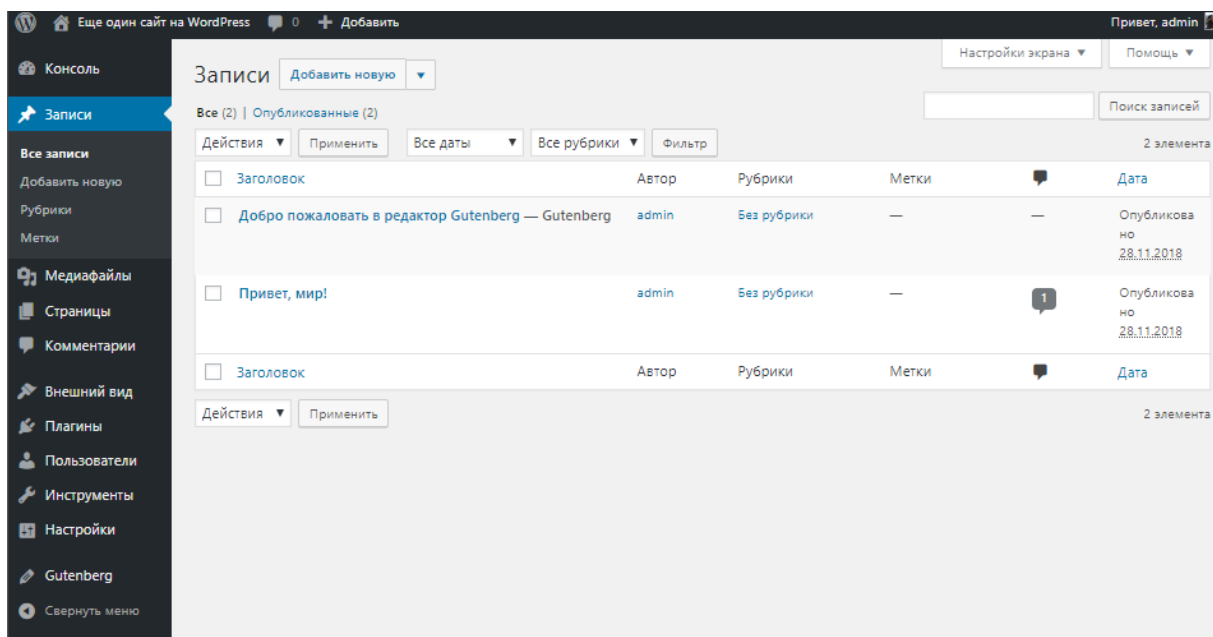 Еще один сайт на WordPress 0 Добавить Привет, admin
Настройки экрана ▼ Помощь ▼
Консоль
Записи Добавить новую ▼
Записи
Все (2) | Опубликованные (2) Поиск записей
Действия ▼ Применить Все даты ▼ Все рубрики ▼ Фильтр 2 элемента
Все записи
Добавить новую
Рубрики
Метки
Медиафайлы
Страницы
Комментарии
Внешний вид
Плагины
Пользователи
Инструменты
Настройки
Gutenberg
Свернуть меню
Заголовок Автор Рубрики Метки Дата
Добро пожаловать в редактор Gutenberg — Gutenberg admin Без рубрики — — Опубликова
но
28.11.2018
Привет, мир! admin Без рубрики — 1 Опубликова
но
28.11.2018
Заголовок Автор Рубрики Метки Дата
Действия ▼ Применить 2 элемента